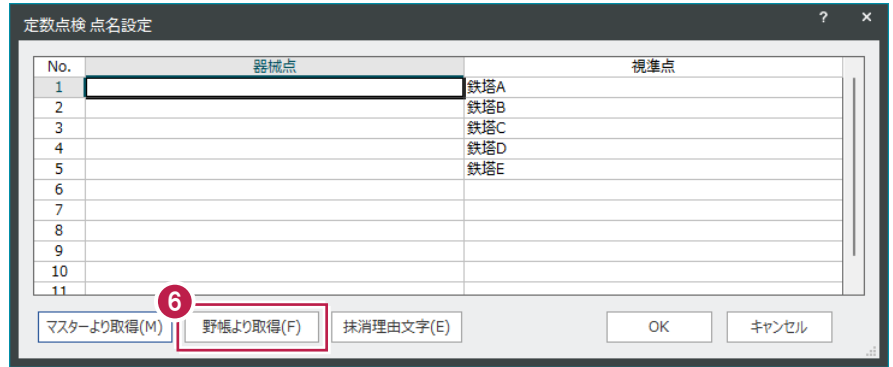 定数点検 点名設定 ? ×
No. 器械点 視準点
1 鉄塔A
2 鉄塔B
3 鉄塔C
4 鉄塔D
5 鉄塔E
6
7
8
9
10
11
6
マスターより取得(M) 野帳より取得(F) 抹消理由文字(E) OK キャンセル